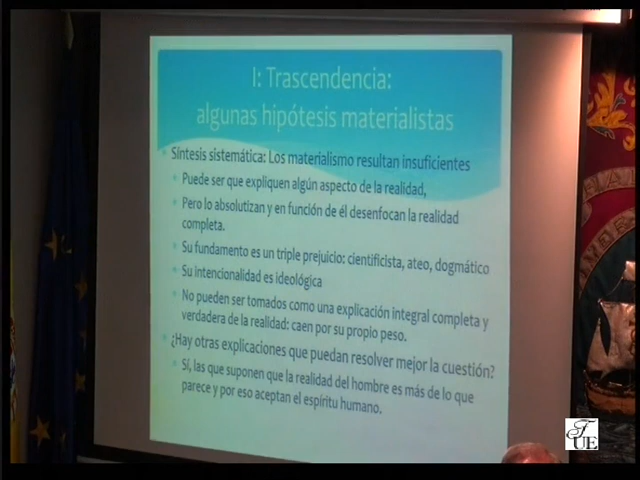 I: Trascendencia:
algunas hipótesis materialistas
Síntesis sistemática: Los materialismo resultan insuficientes
Puede ser que expliquen algún aspecto de la realidad,
Pero lo absolutizan y en función de él desenfocan la realidad
completa.
Su fundamento es un triple prejuicio: cientificista, ateo, dogmático
Su intencionalidad es ideológica
No pueden ser tomados como una explicación integral completa y
verdadera de la realidad: caen por su propio peso.
¿Hay otras explicaciones que puedan resolver mejor la cuestión?
Sí, las que suponen que la realidad del hombre es más de lo que
parece y por eso aceptan el espíritu humano.
UE